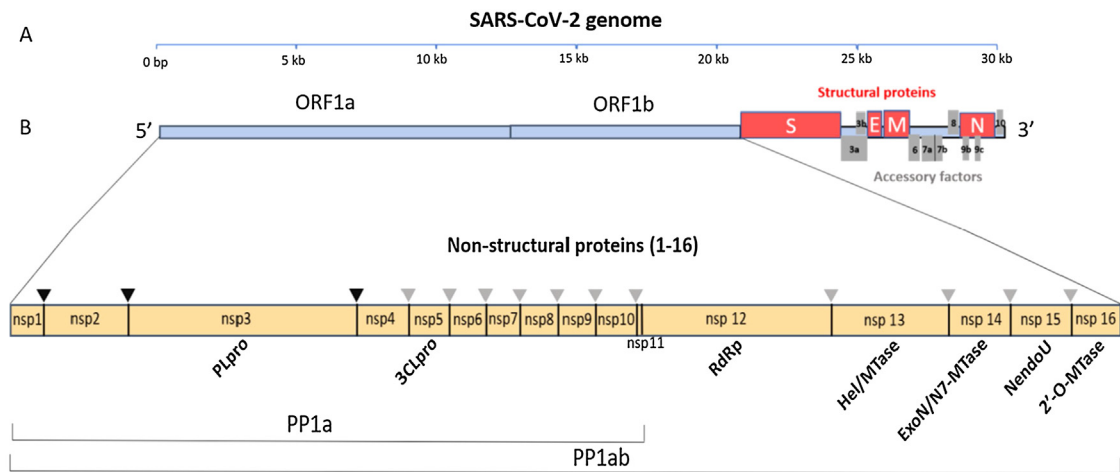 SARS-CoV-2 genome
A
0 bp 5 kb 10 kb 15 kb 20 kb 25 kb 30 kb
Structural proteins
ORF1a ORF1b
B 5’ S 3b E M 8 N 10 3’
3a 6 7a 7b 9b 9c
Accessory factors
Non-structural proteins (1-16)
nsp1 nsp2 nsp3 nsp4 nsp5 nsp6 nsp7 nsp8 nsp9 nsp10 nsp 12 nsp 13 nsp 14 nsp 15 nsp 16
nsp11
PLpro 3CLpro RdRp Hel/MTase ExoN/N7-MTase NendoU 2’-O-MTase
PP1a
PP1ab